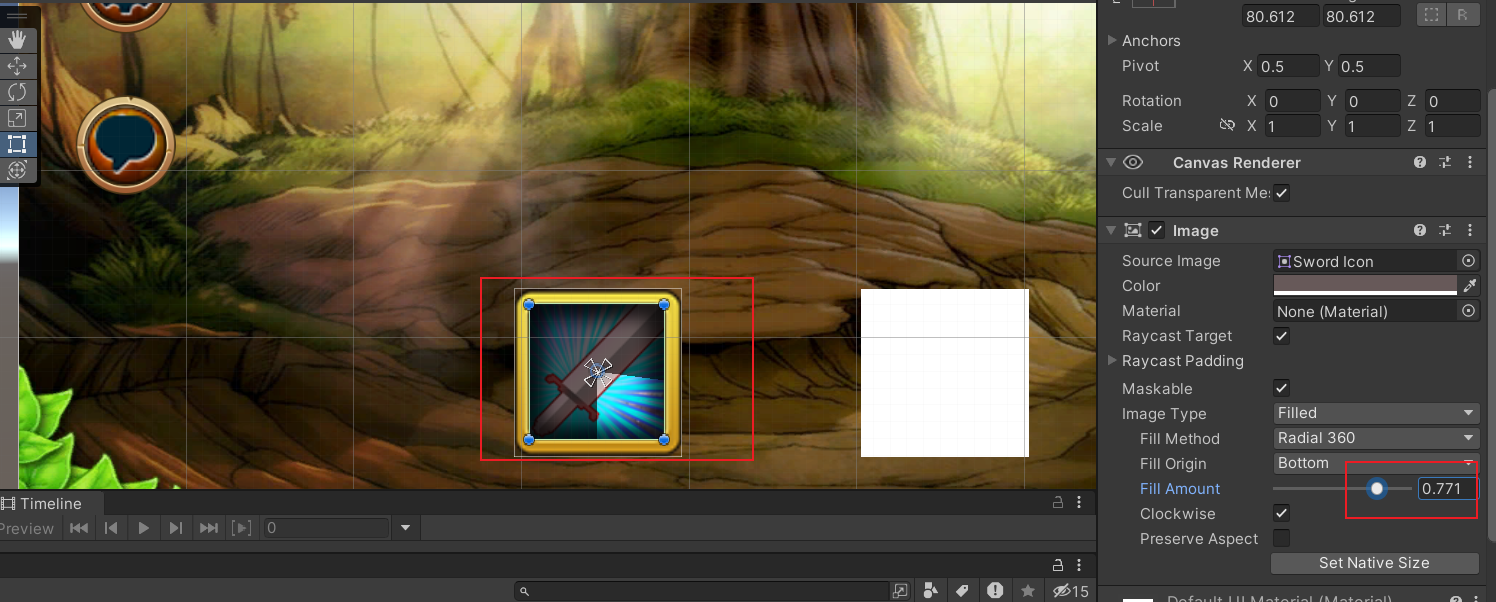 80.612 80.612
R
Anchors
Pivot X 0.5 Y 0.5
Rotation X 0 Y 0 Z 0
Scale X 1 Y 1 Z 1
Canvas Renderer
Cull Transparent Me
Image
Source Image Sword Icon
Color
Material None (Material)
Raycast Target
Raycast Padding
Maskable
Image Type Filled
Fill Method Radial 360
Fill Origin Bottom
Fill Amount 0.771
Clockwise
Preserve Aspect
Set Native Size
Default UI Material (Material)
Timeline
Preview 0
15